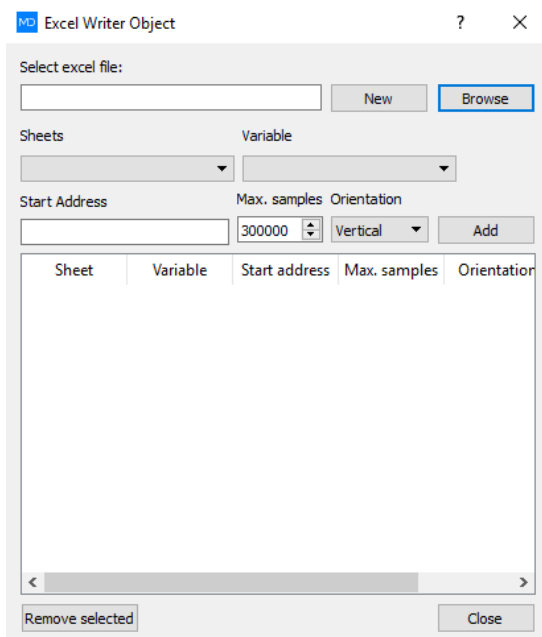 MD Excel Writer Object ?
Select excel file:
New Browse
Sheets Variable
Start Address Max. samples Orientation
300000 Vertical Add
Sheet Variable Start address Max. samples Orientation
Remove selected Close